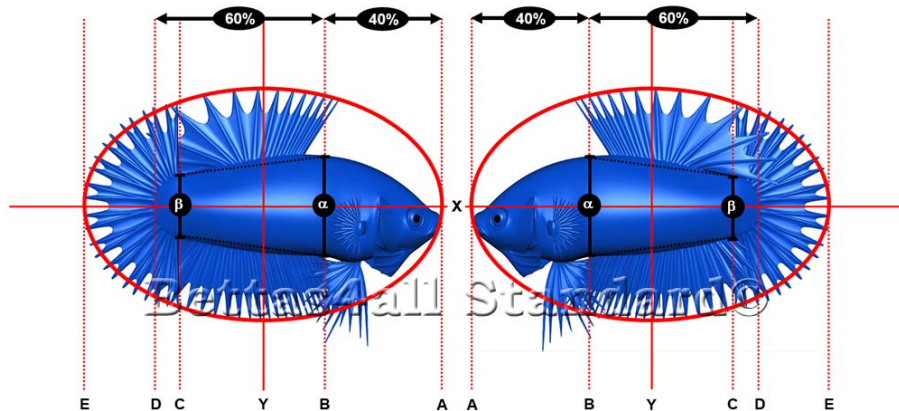 60% 40% 40% 60%
β α X α β
Bettas4all Standard©
E D C Y B A A B Y C D E